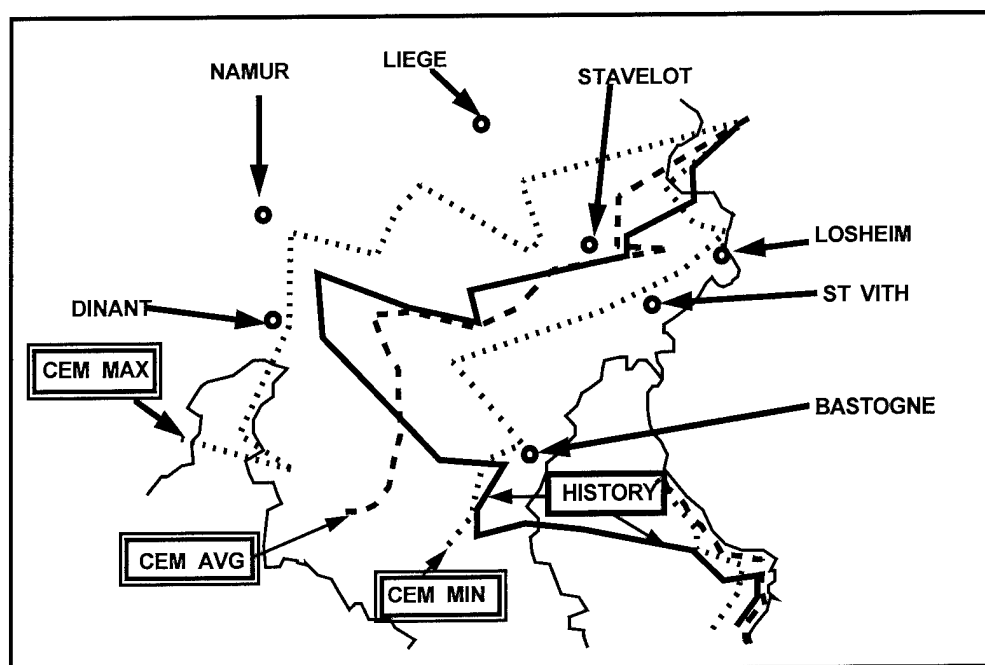 LIEGE
NAMUR
STAVELOT
LOSHEIM
ST VITH
DINANT
CEM MAX
BASTOGNE
HISTORY
CEM AVG
CEM MIN